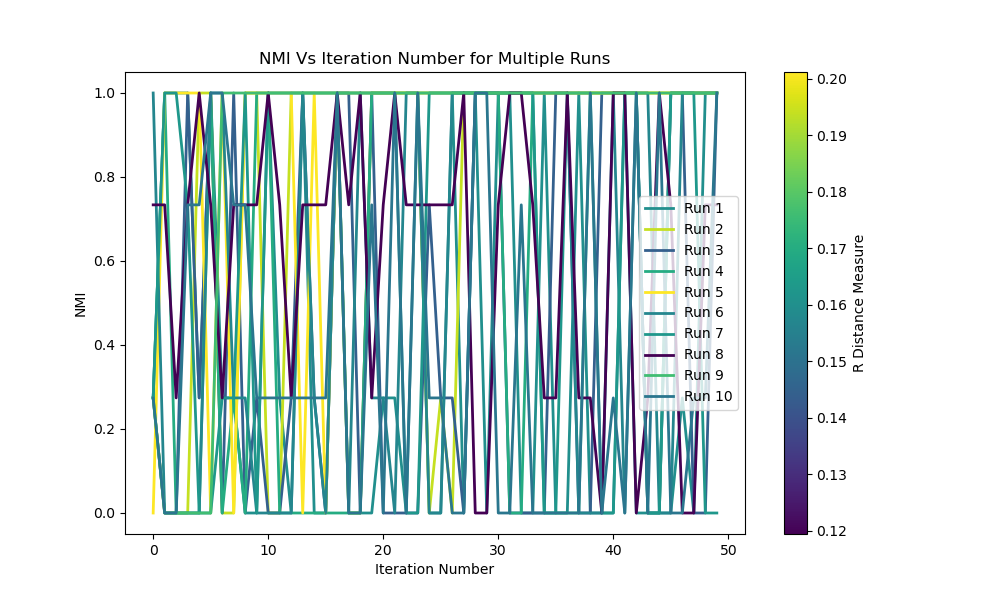 NMI Vs Iteration Number for Multiple Runs
NMI
1.0
0.8
0.6
0.4
0.2
0.0
0
10
20
30
40
50
Iteration Number
Run 1
Run 2
Run 3
Run 4
Run 5
Run 6
Run 7
Run 8
Run 9
Run 10
0.20
0.19
0.18
0.17
0.16
0.15
0.14
0.13
0.12
R Distance Measure